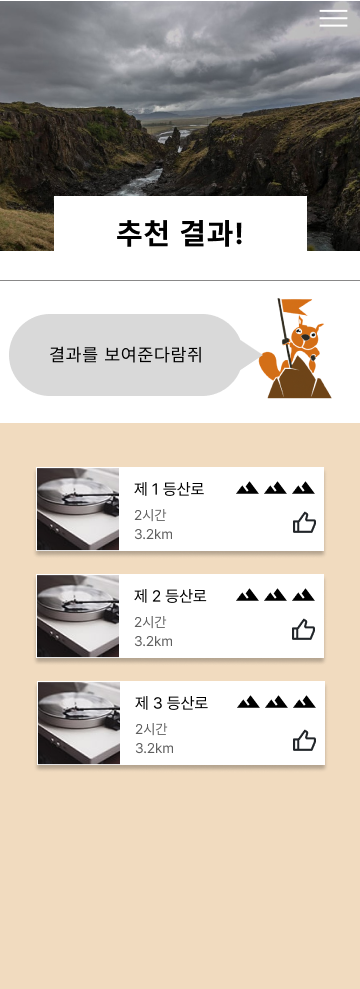 추천 결과!
결과를 보여준다람쥐
제 1 등산로
2시간
3.2km
제 2 등산로
2시간
3.2km
제 3 등산로
2시간
3.2km